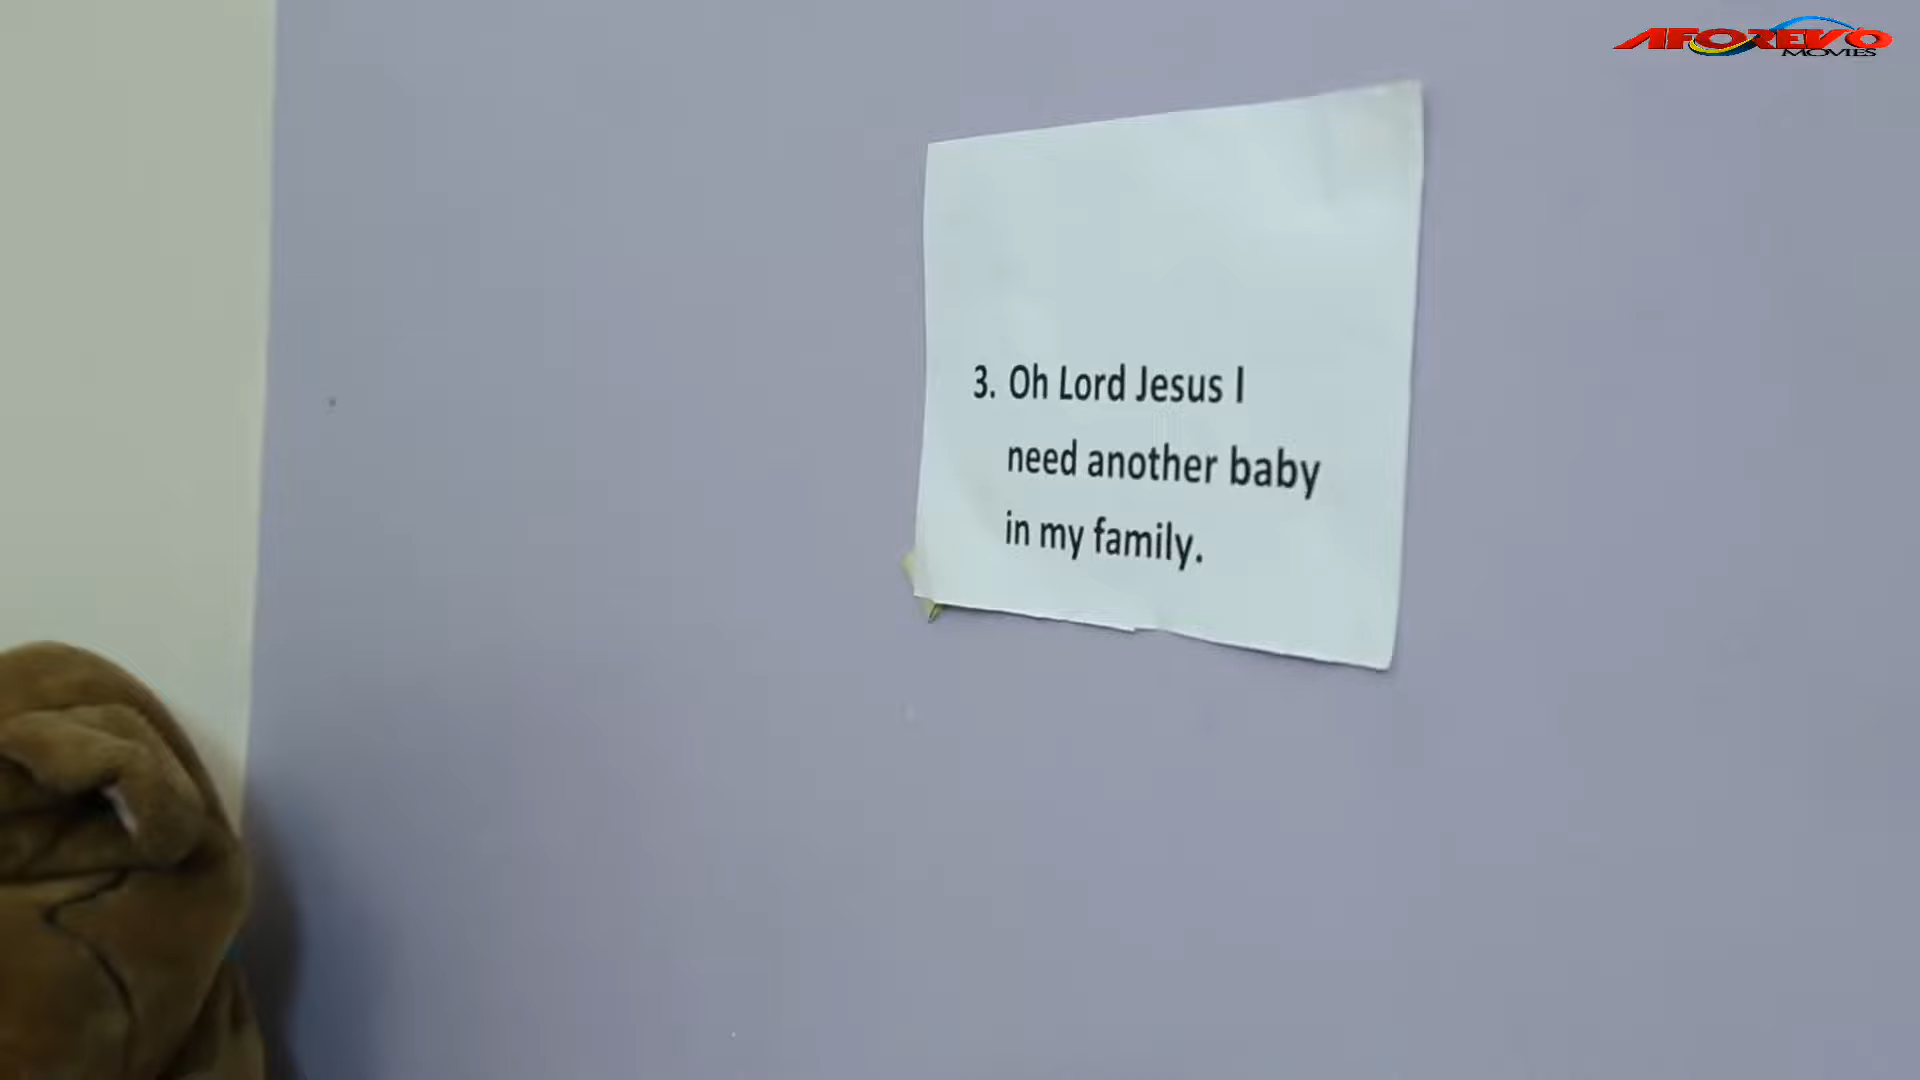 AFOREVO
MOVIES
3. Oh Lord Jesus I
need another baby
in my family.